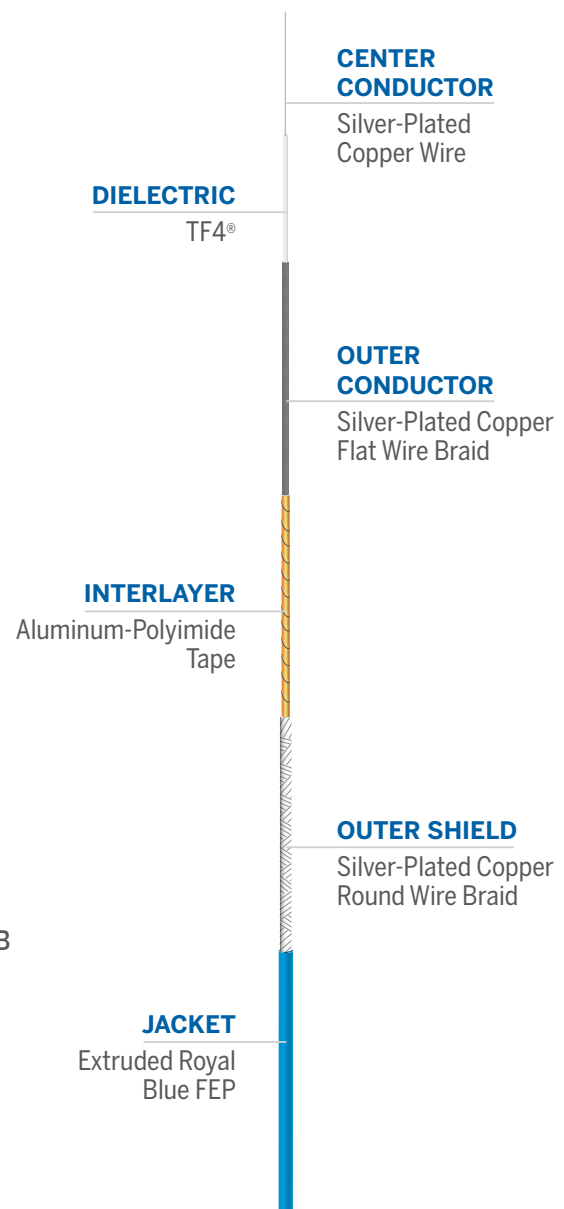 CENTER
CONDUCTOR
Silver-Plated
Copper Wire
DIELECTRIC
TF4®
OUTER
CONDUCTOR
Silver-Plated Copper
Flat Wire Braid
INTERLAYER
Aluminum-Polyimide
Tape
OUTER SHIELD
Silver-Plated Copper
Round Wire Braid
B
JACKET
Extruded Royal
Blue FEP